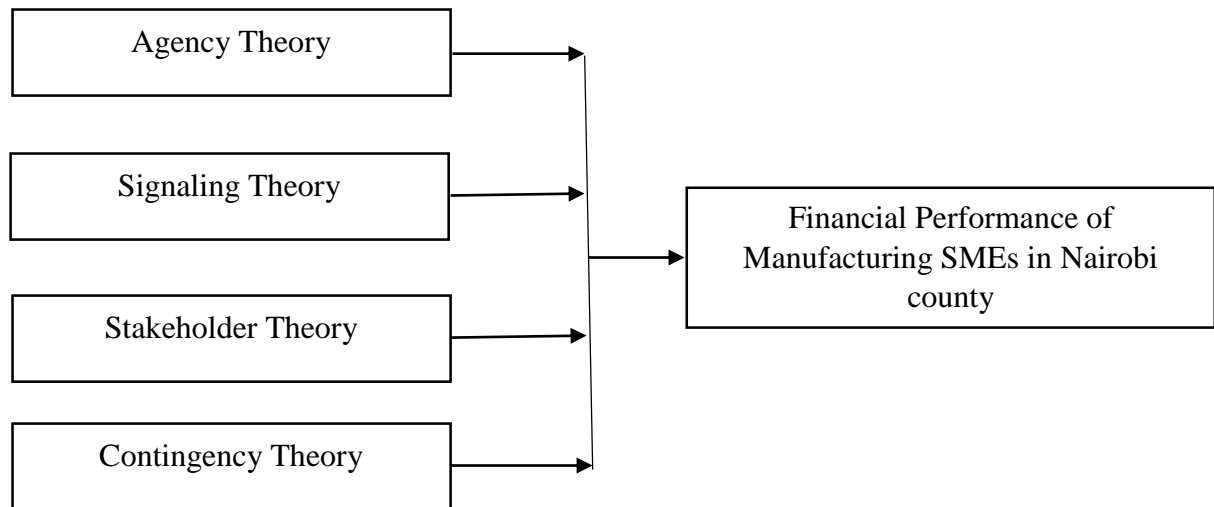 Agency Theory
Signaling Theory
Stakeholder Theory
Contingency Theory
Financial Performance of
Manufacturing SMEs in Nairobi
county